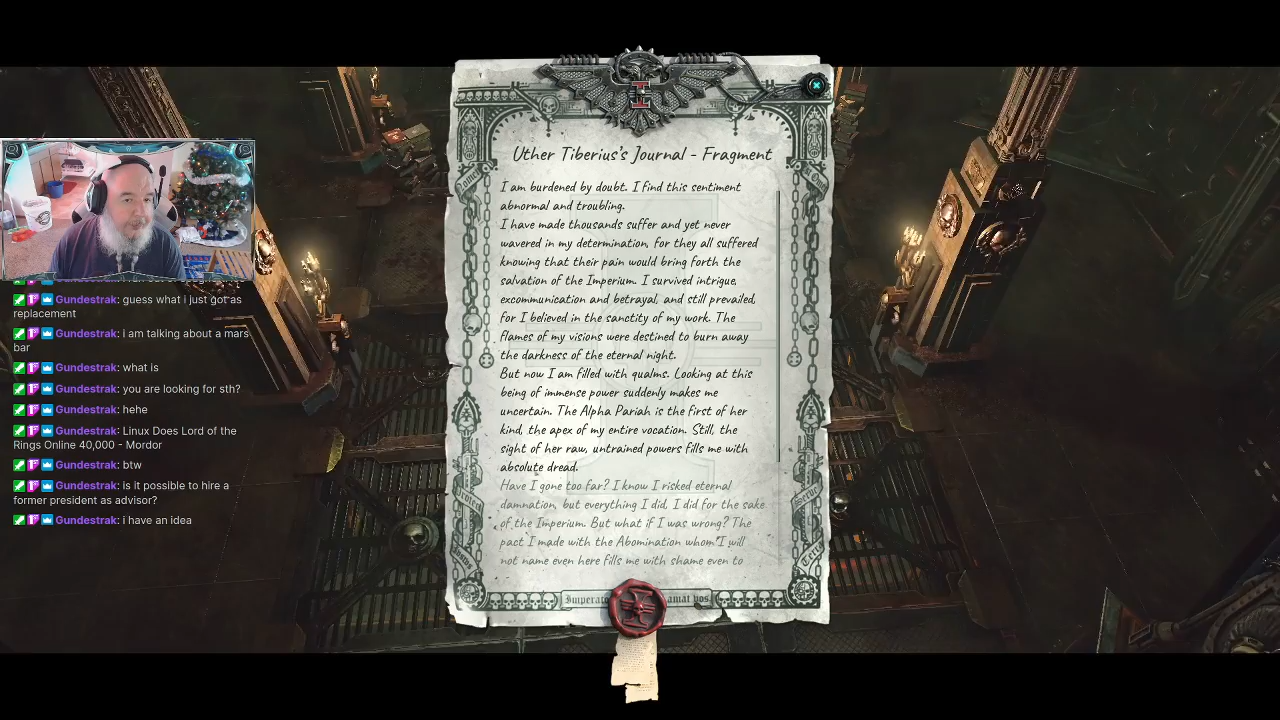 Uther Tiberius's Journal - Fragment
I am burdened by doubt. I find this sentiment
abnormal and troubling.
I have made thousands suffer and yet never
wavered in my determination, for they all suffered
knowing that their pain would bring forth the
salvation of the Imperium. I survived intrigue,
excommunication and betrayal, and still prevailed,
for I believed in the sanctity of my work. The
flames of my visions were destined to burn away
the darkness of the eternal night.
But now I am filled with qualms. Looking at this
being of immense power suddenly makes me
uncertain. The Alpha Pariah is the first of her
kind, the apex of my entire vocation. Still, the
sight of her raw, untrained powers fills me with
absolute dread.
Have I gone too far? I know I risked eternal
damnation, but everything I did, I did for the sake
of the Imperium. But what if I was wrong? The
pact I made with the Abomination whom I will
not name even here fills me with shame even to
amat vos
Gundestrak: guess what i just got as
replacement
Gundestrak: i am talking about a mars
bar
Gundestrak: what is
Gundestrak: you are looking for sth?
Gundestrak: hehe
Gundestrak: Linux Does Lord of the
Rings Online 40,000 - Mordor
Gundestrak: btw
Gundestrak: is it possible to hire a
former president as advisor?
Gundestrak: i have an idea